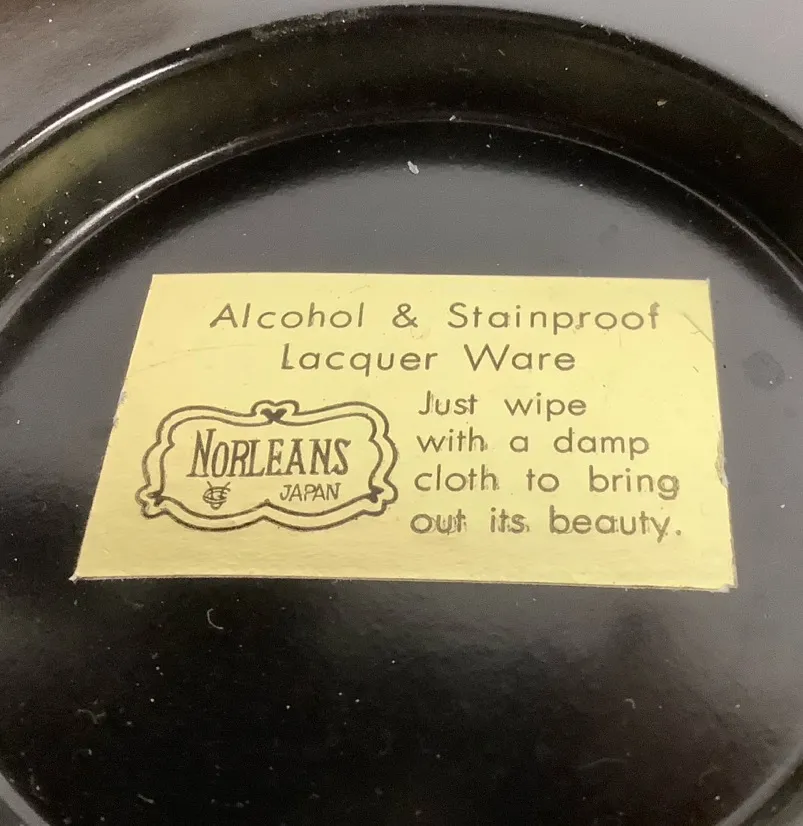 Alcohol & Stainproof
Lacquer Ware
Just wipe
with a damp
cloth to bring
out its beauty.
NORLEANS
JAPAN